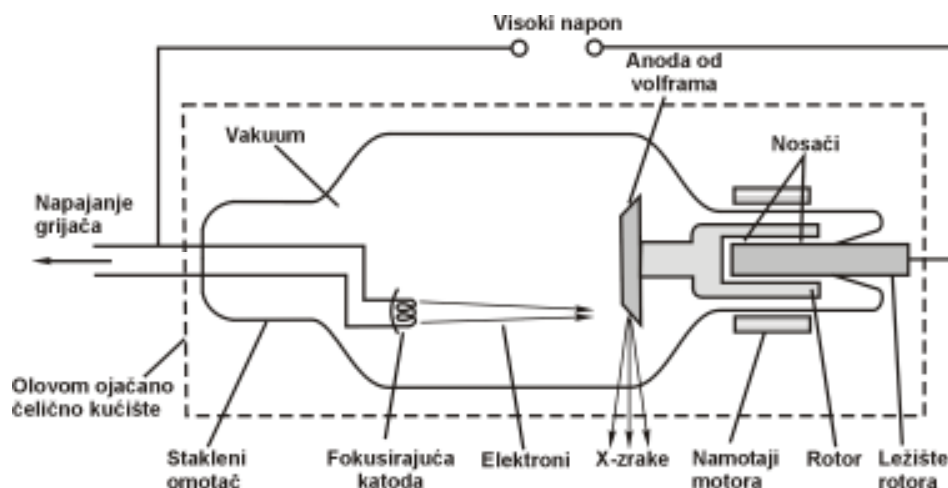 Visoki napon
Anoda od
volframa
Vakuum
Nosači
Napajanje
grijača
Olovom ojačano
čelično kućište
Stakleni
omotač
Fokusirajuća
katoda
Elektroni
X-zrake
Namotaji
motora
Rotor
Ležište
rotora